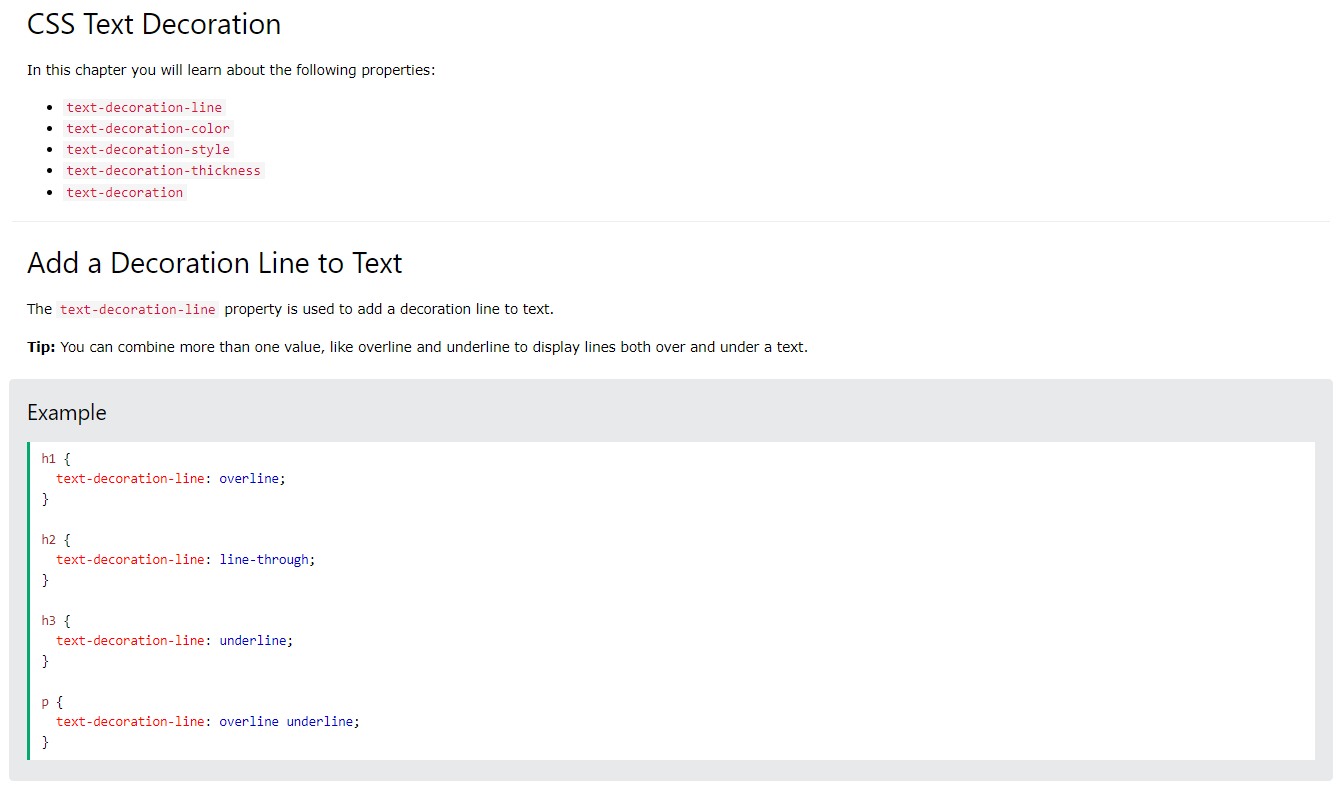 CSS Text Decoration
In this chapter you will learn about the following properties:
text-decoration-line
text-decoration-color
text-decoration-style
text-decoration-thickness
text-decoration
Add a Decoration Line to Text
The text-decoration-line property is used to add a decoration line to text.
Tip: You can combine more than one value, like overline and underline to display lines both over and under a text.
Example
h1 {
  text-decoration-line: overline;
}
h2 {
  text-decoration-line: line-through;
}
h3 {
  text-decoration-line: underline;
}
p {
  text-decoration-line: overline underline;
}